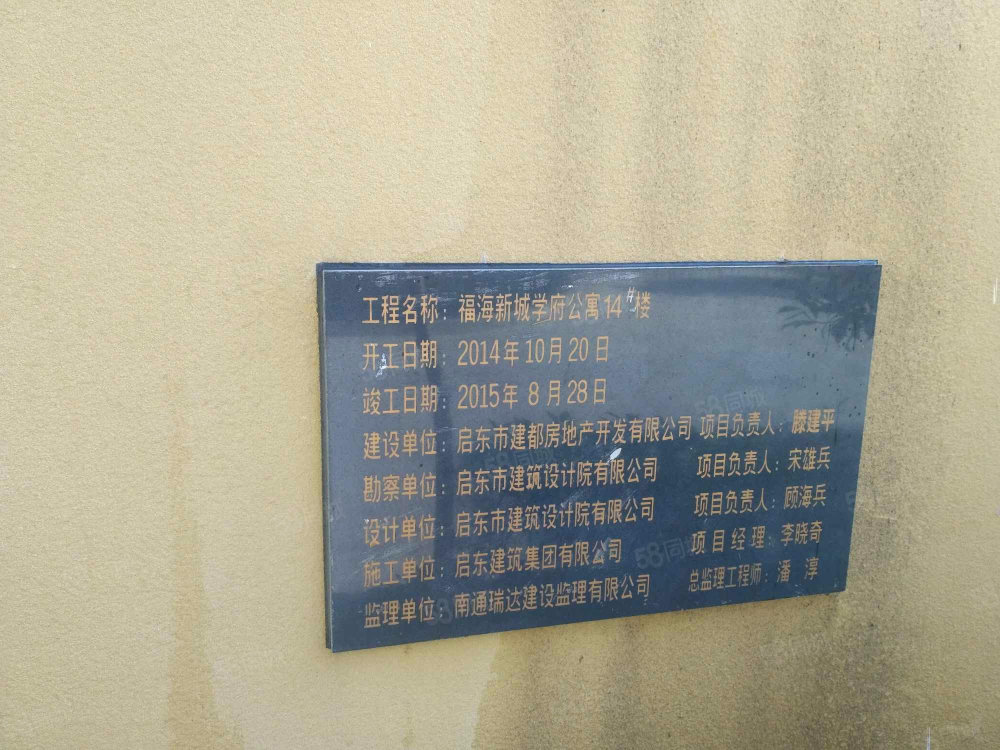 工程名称：福海新城学府公寓14#楼
开工日期：2014年10月20日
竣工日期：2015年8月28日
建设单位：启东市建都房地产开发有限公司 项目负责人：滕建平
勘察单位：启东市建筑设计院有限公司 项目负责人：宋雄兵
设计单位：启东市建筑设计院有限公司 项目负责人：顾海兵
施工单位：启东建筑集团有限公司 项目经理：李晓奇
监理单位：南通瑞达建设监理有限公司 总监理工程师：潘淳
58同城